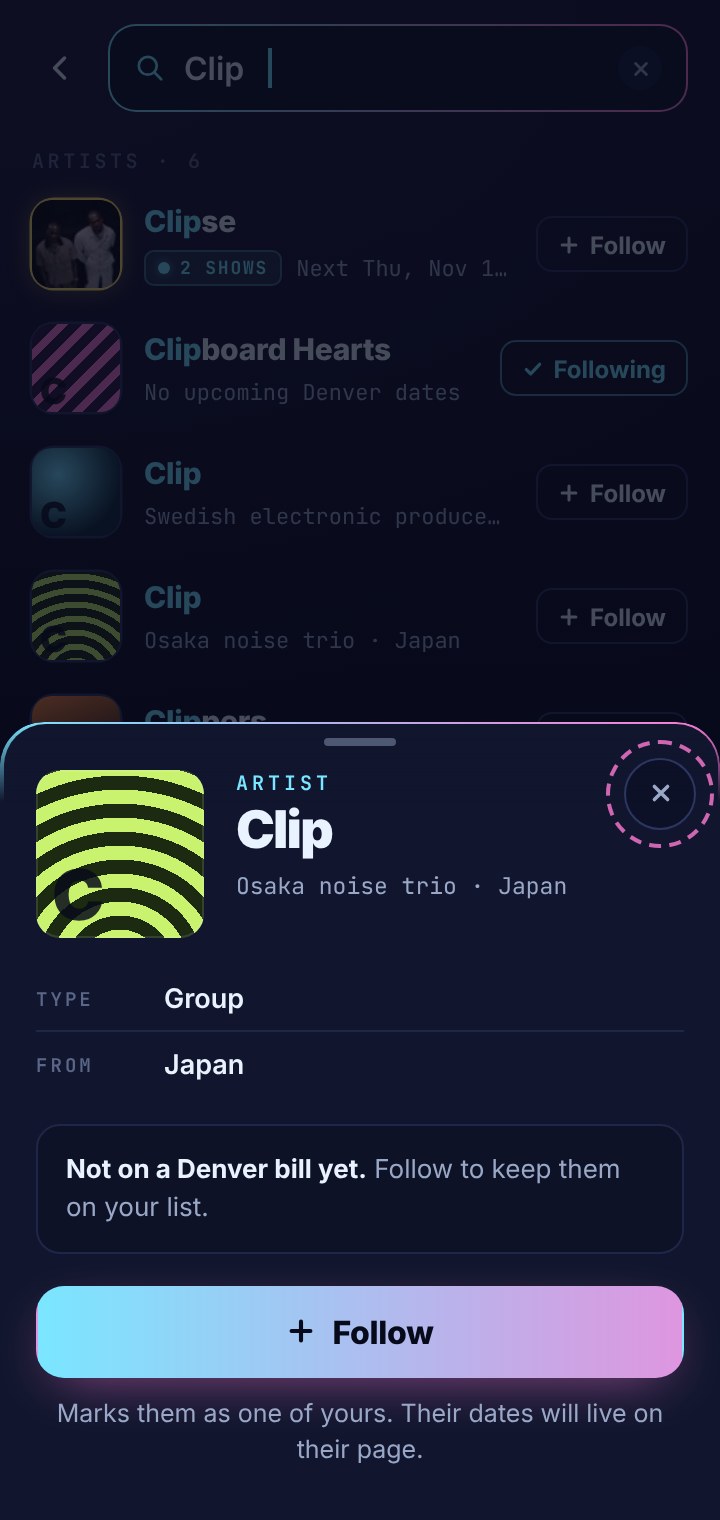 Clip
ARTISTS · 6
Clipse
2 SHOWS Next Thu, Nov 1…
+ Follow
C
Clipboard Hearts
No upcoming Denver dates
Following
C
Clip
Swedish electronic produce…
+ Follow
C
Clip
Osaka noise trio · Japan
+ Follow
Clippers
C
ARTIST
Clip
Osaka noise trio · Japan
TYPE Group
FROM Japan
Not on a Denver bill yet. Follow to keep them
on your list.
+ Follow
Marks them as one of yours. Their dates will live on
their page.